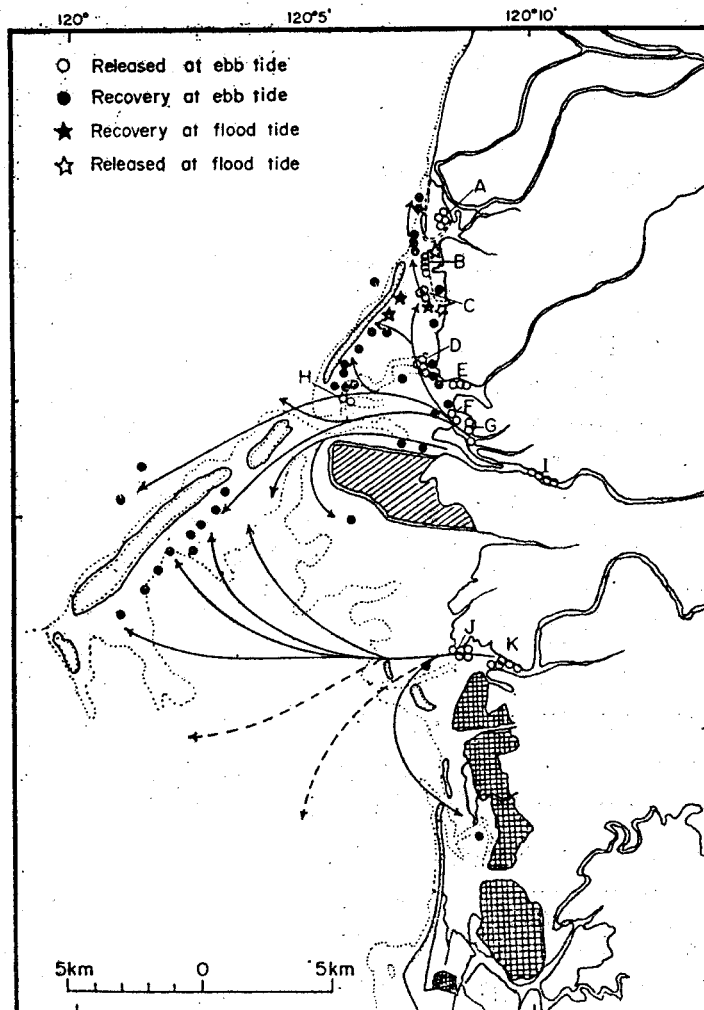 120° 120°5' 120°10'
○ Released at ebb tide
● Recovery at ebb tide
★ Recovery at flood tide
☆ Released at flood tide
A
B
C
D
E
H
F
G
I
J
K
5km 0 5km